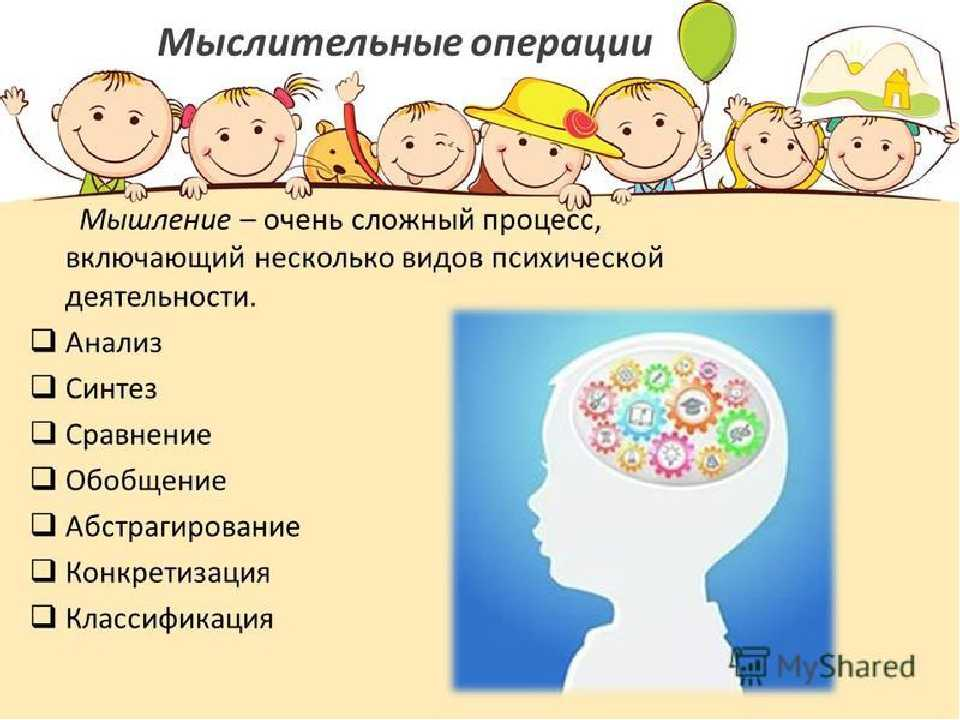 Мыслительные операции
Мышление – очень сложный процесс,
включающий несколько видов психической
деятельности.
Анализ
Синтез
Сравнение
Обобщение
Абстрагирование
Конкретизация
Классификация
MyShared